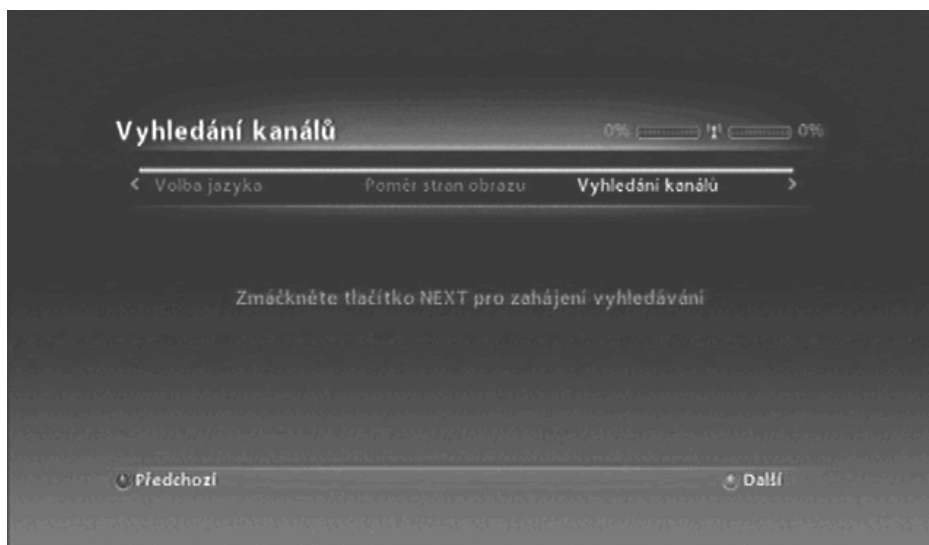 Vyhledání kanálů 0% 0%
< Volba jazyka Poměr stran obrazu Vyhledání kanálů >
Zmáčkněte tlačítko NEXT pro zahájení vyhledávání
Předchozí Další